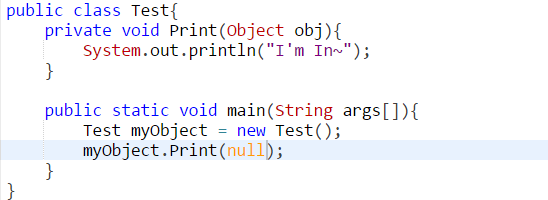 public class Test{
    private void Print(Object obj){
        System.out.println("I'm In~");
    }

    public static void main(String args[]){
        Test myObject = new Test();
        myObject.Print(null);
    }
}